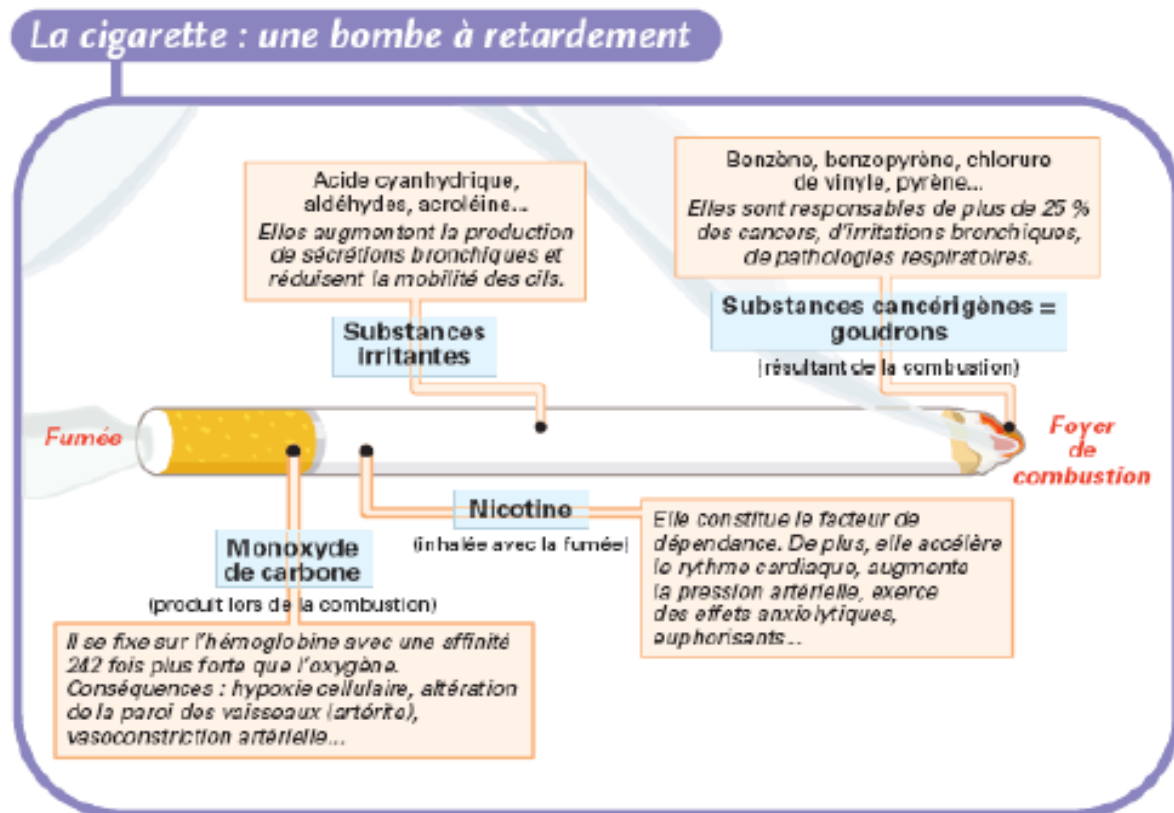 La cigarette : une bombe à retardement
Acide cyanhydrique,
aldéhydes, acroléine...
Elles augmentent la production
de sécrétions bronchiques et
réduisent la mobilité des cils.
Substances
irritantes
Benzène, benzopyrène, chlorure
de vinyle, pyrène...
Elles sont responsables de plus de 25 %
des cancers, d'irritations bronchiques,
de pathologies respiratoires.
Substances cancérigènes =
goudrons
(résultant de la combustion)
Fumée
Foyer
de
combustion
Monoxyde
de carbone
(produit lors de la combustion)
Il se fixe sur l'hémoglobine avec une affinité
242 fois plus forte que l'oxygène.
Conséquences : hypoxie cellulaire, altération
de la paroi des vaisseaux (artérite),
vasoconstriction artérielle...
Nicotine
(inhalée avec la fumée)
Elle constitue le facteur de
dépendance. De plus, elle accélère
le rythme cardiaque, augmente
la pression artérielle, exerce
des effets anxiolytiques,
euphorisants...